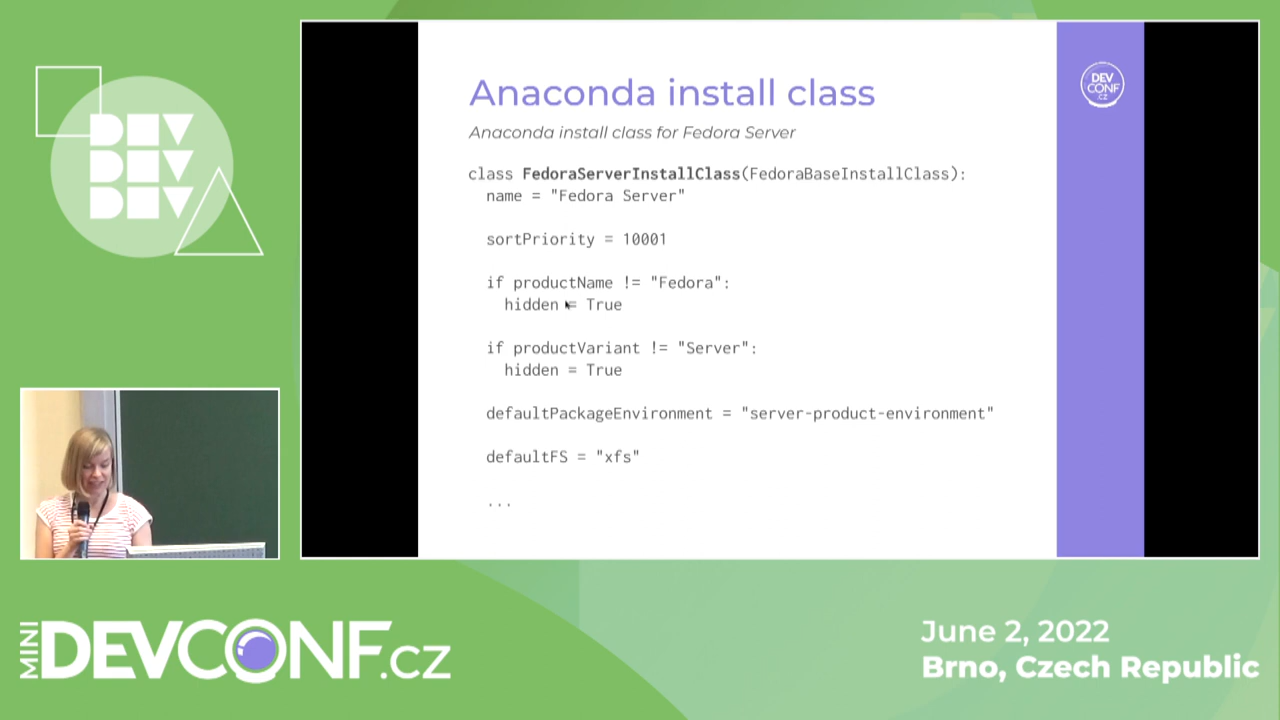 DEV
DEV
DEV
Anaconda install class
Anaconda install class for Fedora Server
class FedoraServerInstallClass(FedoraBaseInstallClass):
name = "Fedora Server"
sortPriority = 10001
if productName != "Fedora":
hidden = True
if productVariant != "Server":
hidden = True
defaultPackageEnvironment = "server-product-environment"
defaultFS = "xfs"
...
DEV
CONF
.CZ
MINI
DEVCONF.CZ
June 2, 2022
Brno, Czech Republic